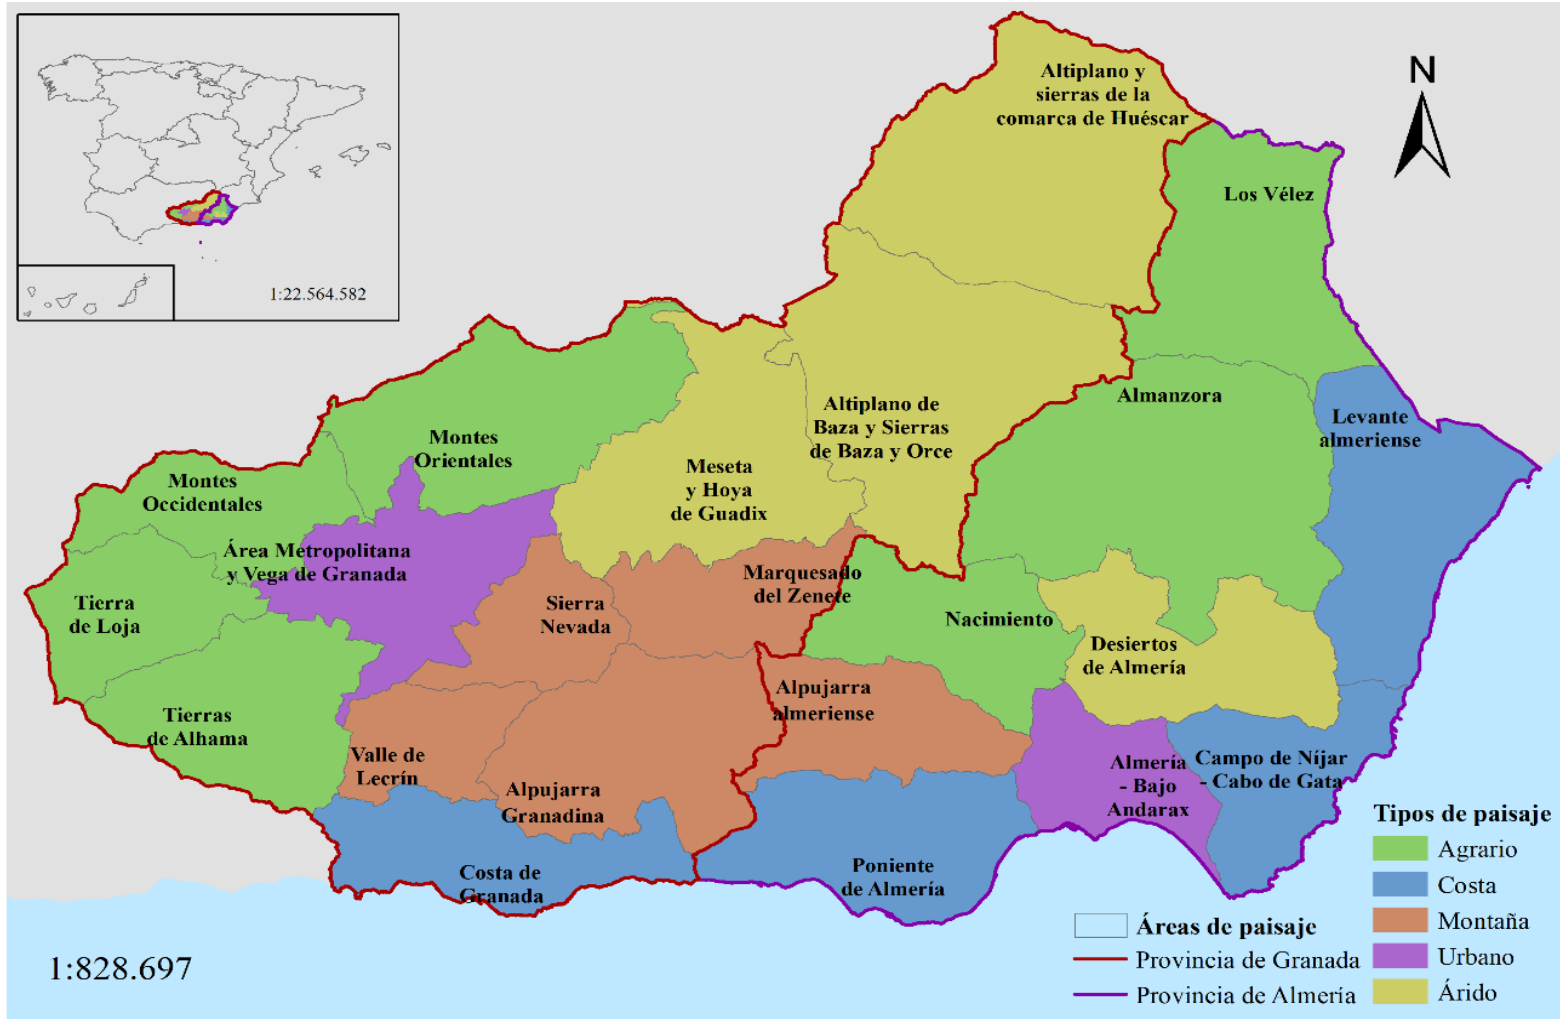 1:22.564.582
N
Altiplano y
sierras de la
comarca de Huéscar
Los Vélez
Almanzora
Levante
almeriense
Altiplano de
Baza y Sierras
de Baza y Orce
Montes
Orientales
Meseta
y Hoya
de Guadix
Montes
Occidentales
Área Metropolitana
y Vega de Granada
Tierra
de Loja
Sierra
Nevada
Marquesado
del Zenete
Nacimiento
Desiertos
de Almería
Tierras
de Alhama
Valle de
Lecrín
Alpujarra
Granadina
Alpujarra
almeriense
Almería
- Bajo
Andarax
Campo de Níjar
- Cabo de Gata
Costa de
Granada
Poniente
de Almería
1:828.697
Tipos de paisaje
Agrario
Costa
Montaña
Urbano
Árido
Áreas de paisaje
Provincia de Granada
Provincia de Almería